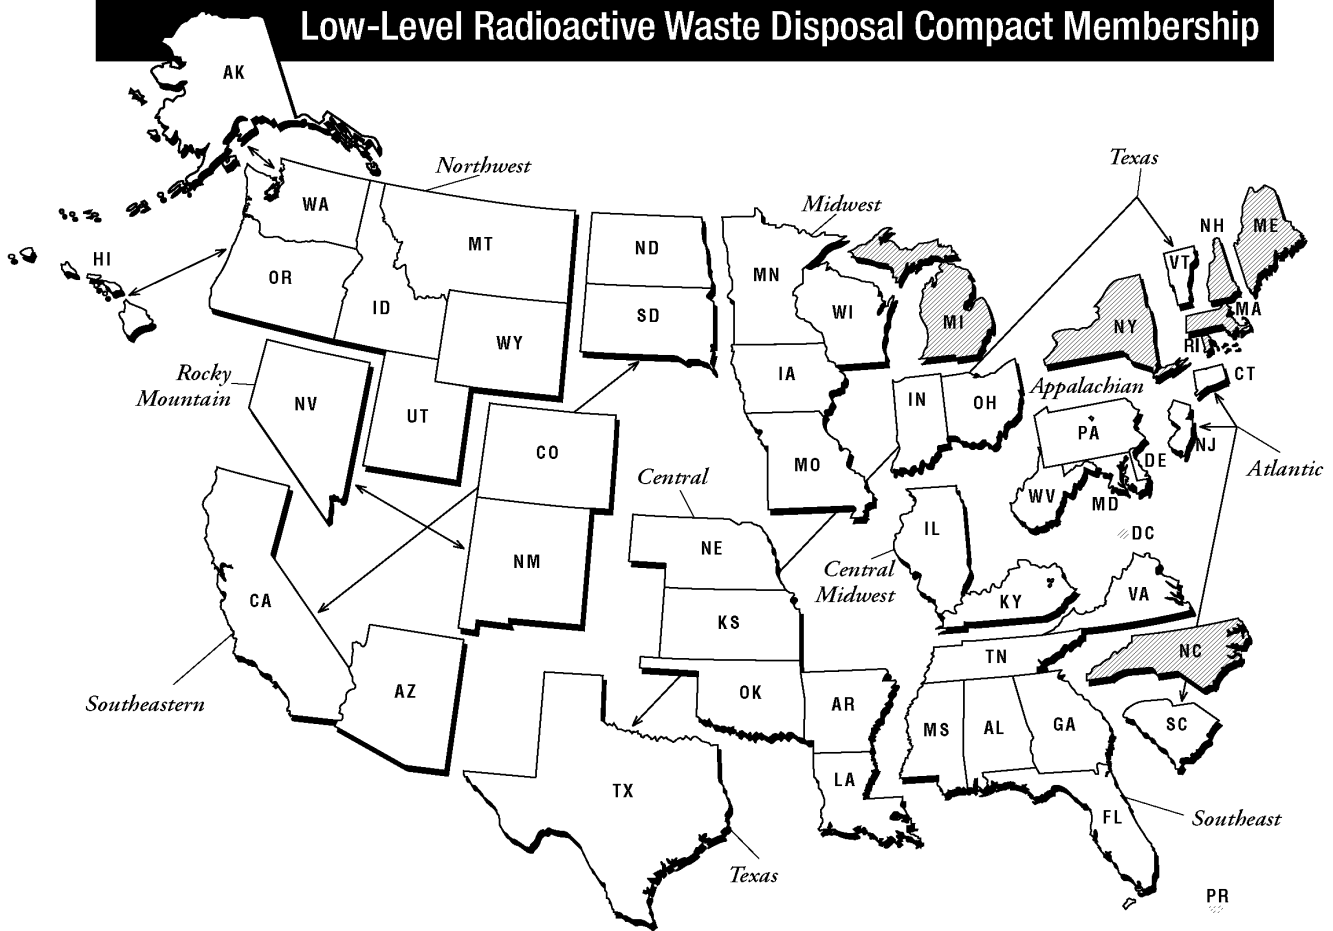 Low-Level Radioactive Waste Disposal Compact Membership
AK
Northwest
Texas
Midwest
WA
MT
ND
MN
NH
ME
VT
HI
OR
ID
SD
WI
MI
NY
MA
RI
WY
Rocky
Mountain
NV
UT
IA
IN
OH
Appalachian
CT
CO
MO
PA
NJ
DE
Atlantic
Central
WV
MD
DC
IL
NE
NM
Central
Midwest
CA
KY
VA
KS
TN
NC
Southeastern
AZ
OK
AR
MS
AL
GA
SC
TX
LA
FL
Southeast
Texas
PR